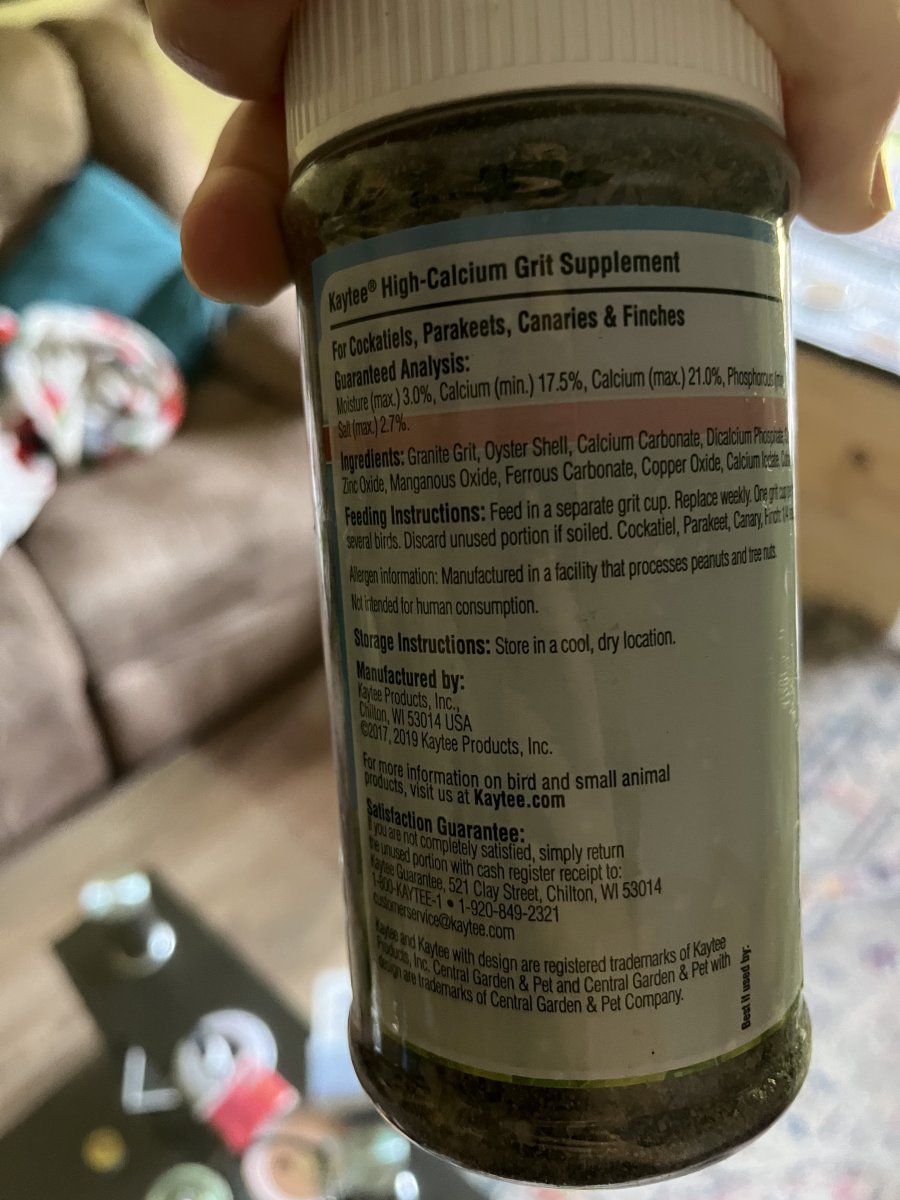 Kaytee® High-Calcium Grit Supplement
For Cockatiels, Parakeets, Canaries & Finches
Guaranteed Analysis:
Moisture (max.) 3.0%, Calcium (min.) 17.5%, Calcium (max.) 21.0%, Phosphorous
Salt (max.) 2.7%.
Ingredients: Granite Grit, Oyster Shell, Calcium Carbonate, Dicalcium Phosphate
Zinc Oxide, Manganous Oxide, Ferrous Carbonate, Copper Oxide, Calcium Iodate,
Feeding Instructions: Feed in a separate grit cup. Replace weekly. One grit cup
several birds. Discard unused portion if soiled. Cockatiel, Parakeet, Canary, Finch: 1/4
Allergen information: Manufactured in a facility that processes peanuts and tree nuts.
Not intended for human consumption.
Storage Instructions: Store in a cool, dry location.
Manufactured by:
Kaytee Products, Inc.,
Chilton, WI 53014 USA
©2017, 2019 Kaytee Products, Inc.
For more information on bird and small animal
products, visit us at Kaytee.com
Satisfaction Guarantee:
If you are not completely satisfied, simply return
the unused portion with cash register receipt to:
Kaytee Guarantee, 521 Clay Street, Chilton, WI 53014
1-800-KAYTEE-1 • 1-920-849-2321
customerservice@kaytee.com
Kaytee and Kaytee with design are registered trademarks of Kaytee
Products, Inc. Central Garden & Pet and Central Garden & Pet with
design are trademarks of Central Garden & Pet Company.
Best if used by: